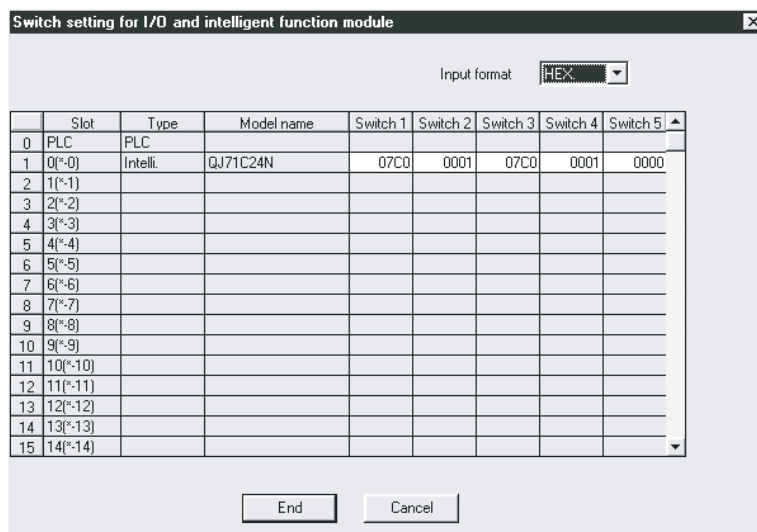 Switch setting for I/O and intelligent function module
Input format HEX.
Slot Type Model name Switch 1 Switch 2 Switch 3 Switch 4 Switch 5
0 PLC PLC
1 0(*-0) Intelli. QJ71C24N 07C0 0001 07C0 0001 0000
2 1(*-1)
3 2(*-2)
4 3(*-3)
5 4(*-4)
6 5(*-5)
7 6(*-6)
8 7(*-7)
9 8(*-8)
10 9(*-9)
11 10(*-10)
12 11(*-11)
13 12(*-12)
14 13(*-13)
15 14(*-14)
End Cancel